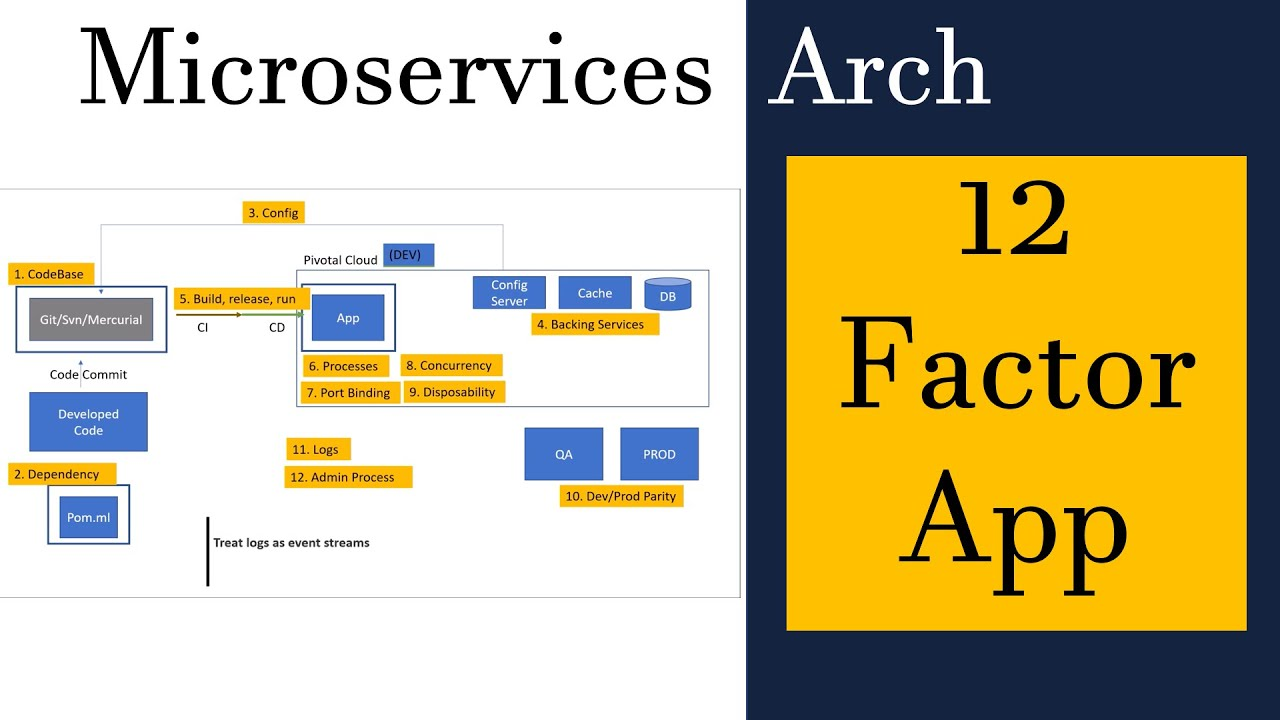 Microservices Arch
12
Factor
App
3. Config
Pivotal Cloud
(DEV)
1. CodeBase
Git/Svn/Mercurial
5. Build, release, run
CI
CD
App
Config
Server
Cache
DB
4. Backing Services
6. Processes
8. Concurrency
7. Port Binding
9. Disposability
Code Commit
Developed
Code
2. Dependency
Pom.ml
11. Logs
12. Admin Process
QA
PROD
10. Dev/Prod Parity
Treat logs as event streams